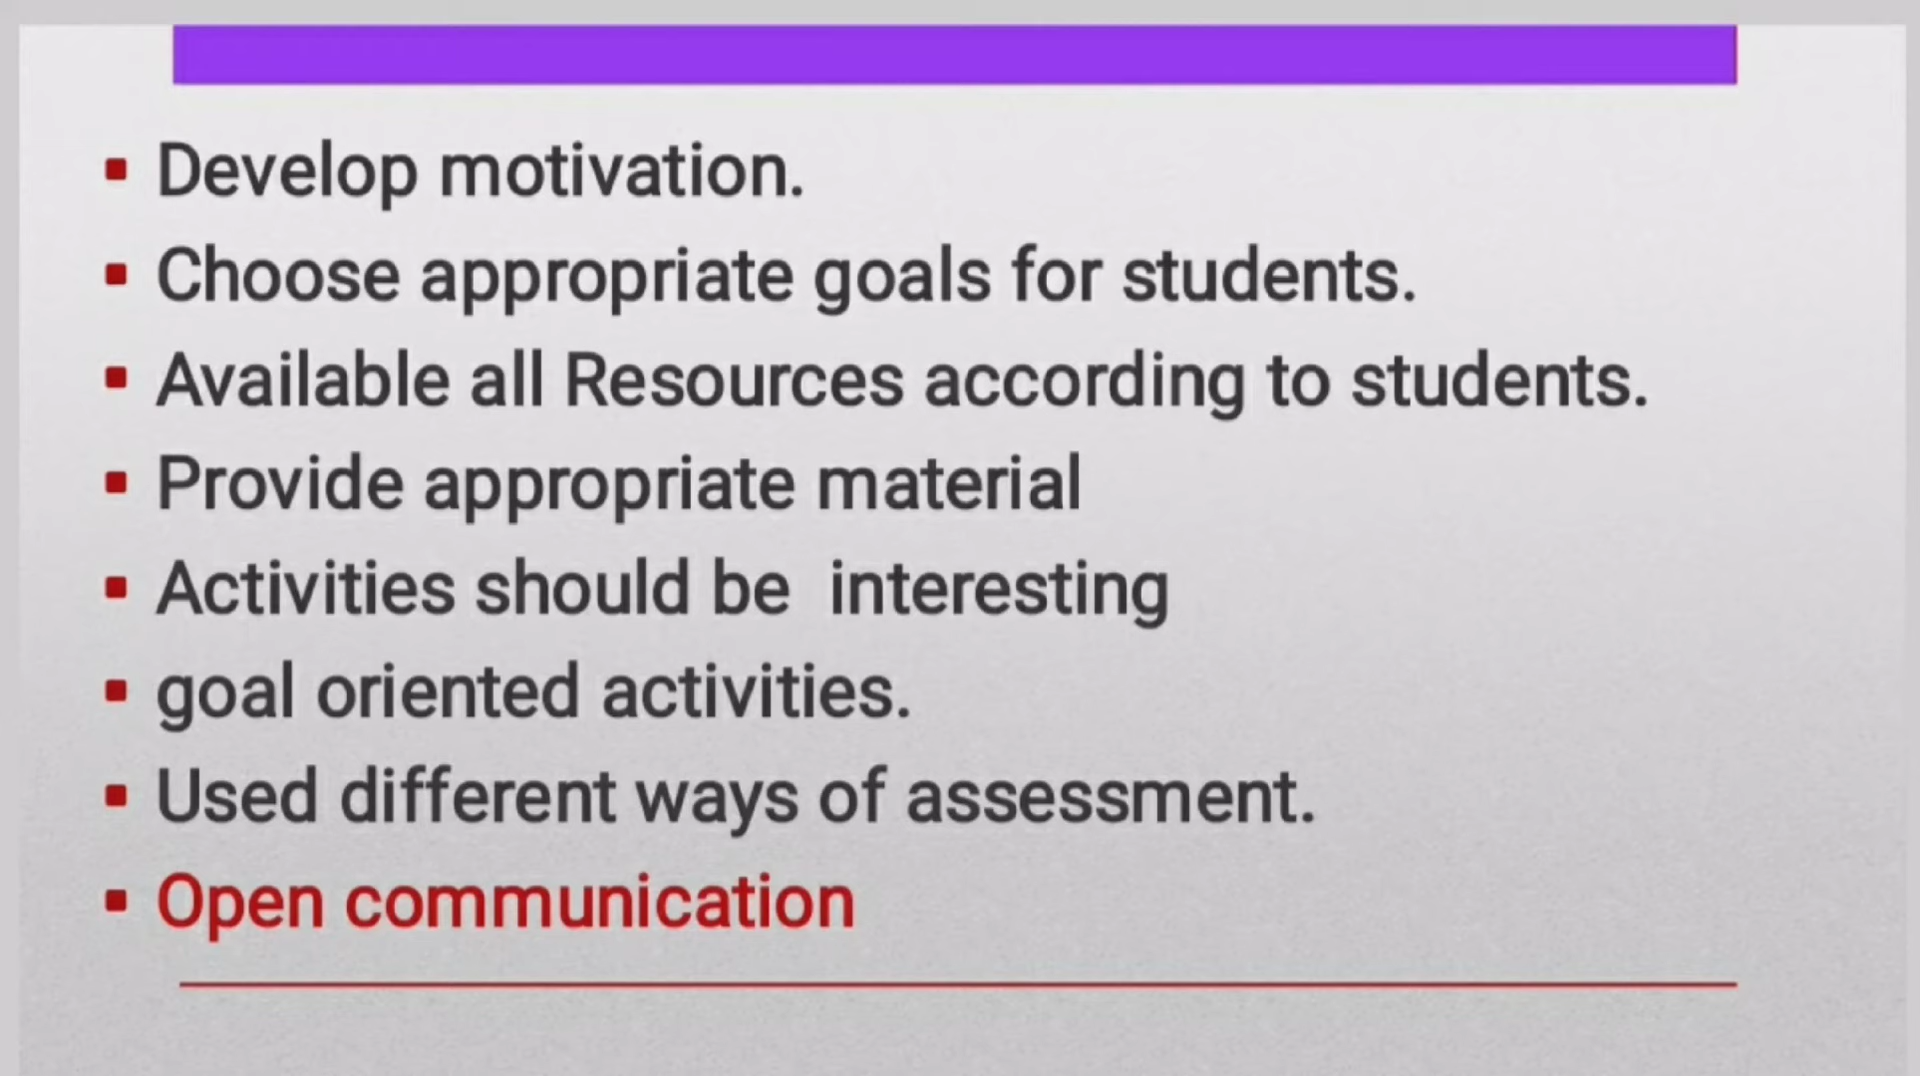 Develop motivation.
Choose appropriate goals for students.
Available all Resources according to students.
Provide appropriate material
Activities should be  interesting
goal oriented activities.
Used different ways of assessment.
Open communication